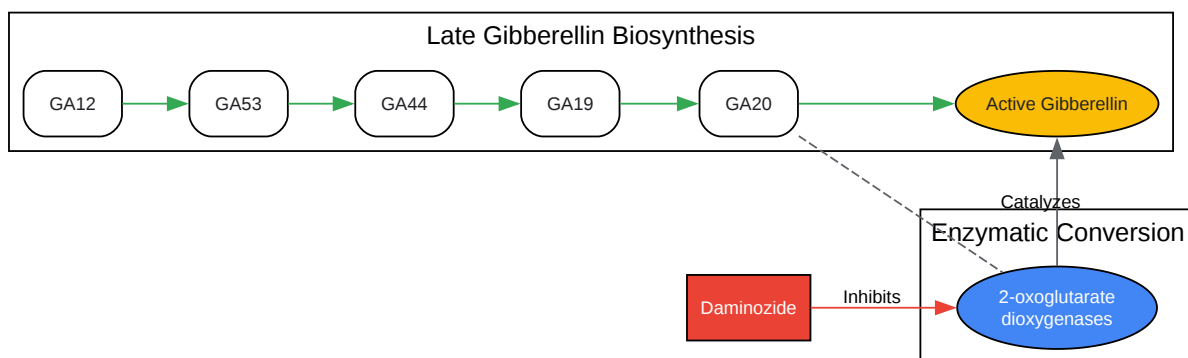 Late Gibberellin Biosynthesis
GA12
GA53
GA44
GA19
GA20
Active Gibberellin
Catalyzes
Enzymatic Conversion
Daminozide
Inhibits
2-oxoglutarate
dioxygenases